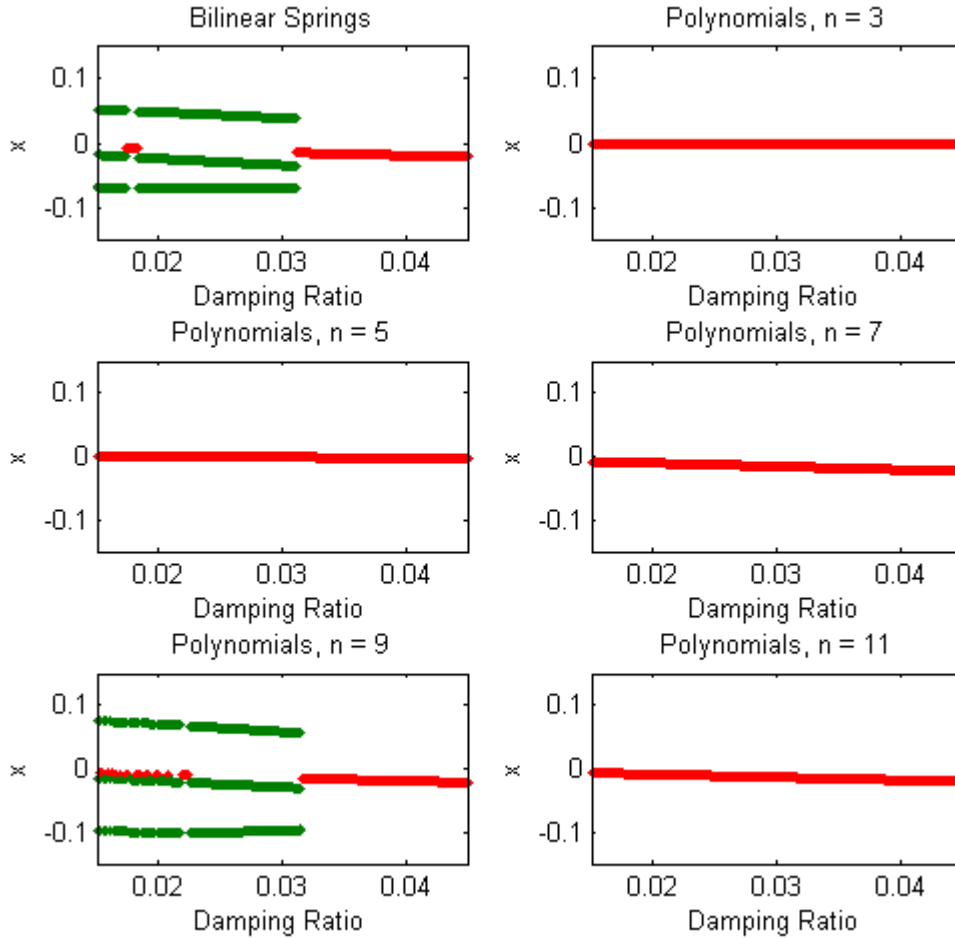 Bilinear Springs
0.1
0
-0.1
x
0.02 0.03 0.04
Damping Ratio
Polynomials, n = 3
0.1
0
-0.1
x
0.02 0.03 0.04
Damping Ratio
Polynomials, n = 5
0.1
0
-0.1
x
0.02 0.03 0.04
Damping Ratio
Polynomials, n = 7
0.1
0
-0.1
x
0.02 0.03 0.04
Damping Ratio
Polynomials, n = 9
0.1
0
-0.1
x
0.02 0.03 0.04
Damping Ratio
Polynomials, n = 11
0.1
0
-0.1
x
0.02 0.03 0.04
Damping Ratio